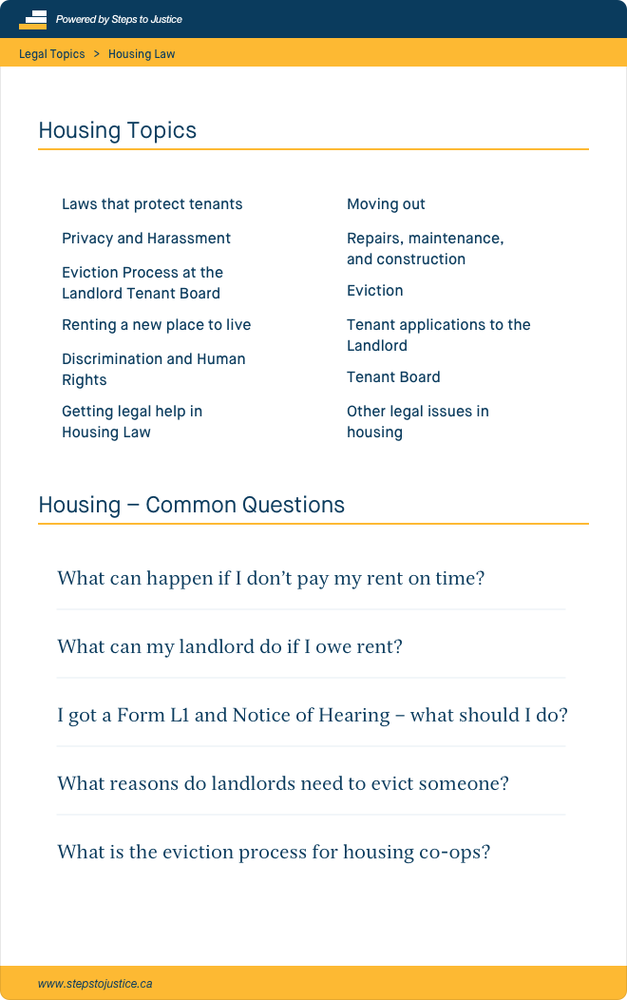 Powered by Steps to Justice
Legal Topics > Housing Law
Housing Topics
Laws that protect tenants
Privacy and Harassment
Eviction Process at the
Landlord Tenant Board
Renting a new place to live
Discrimination and Human
Rights
Getting legal help in
Housing Law
Moving out
Repairs, maintenance,
and construction
Eviction
Tenant applications to the
Landlord
Tenant Board
Other legal issues in
housing
Housing – Common Questions
What can happen if I don’t pay my rent on time?
What can my landlord do if I owe rent?
I got a Form L1 and Notice of Hearing – what should I do?
What reasons do landlords need to evict someone?
What is the eviction process for housing co-ops?
www.stepstojustice.ca